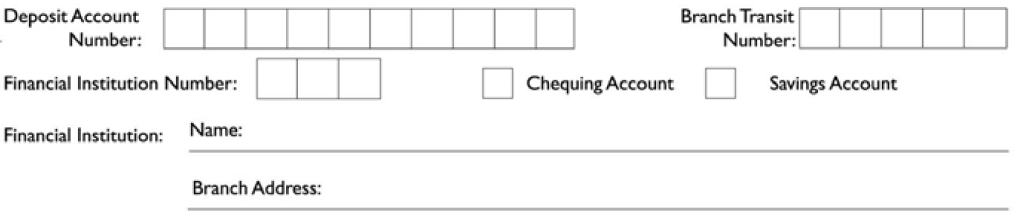 Deposit Account Number:
Branch Transit Number:
Financial Institution Number:
Chequing Account
Savings Account
Financial Institution:
Name:
Branch Address: